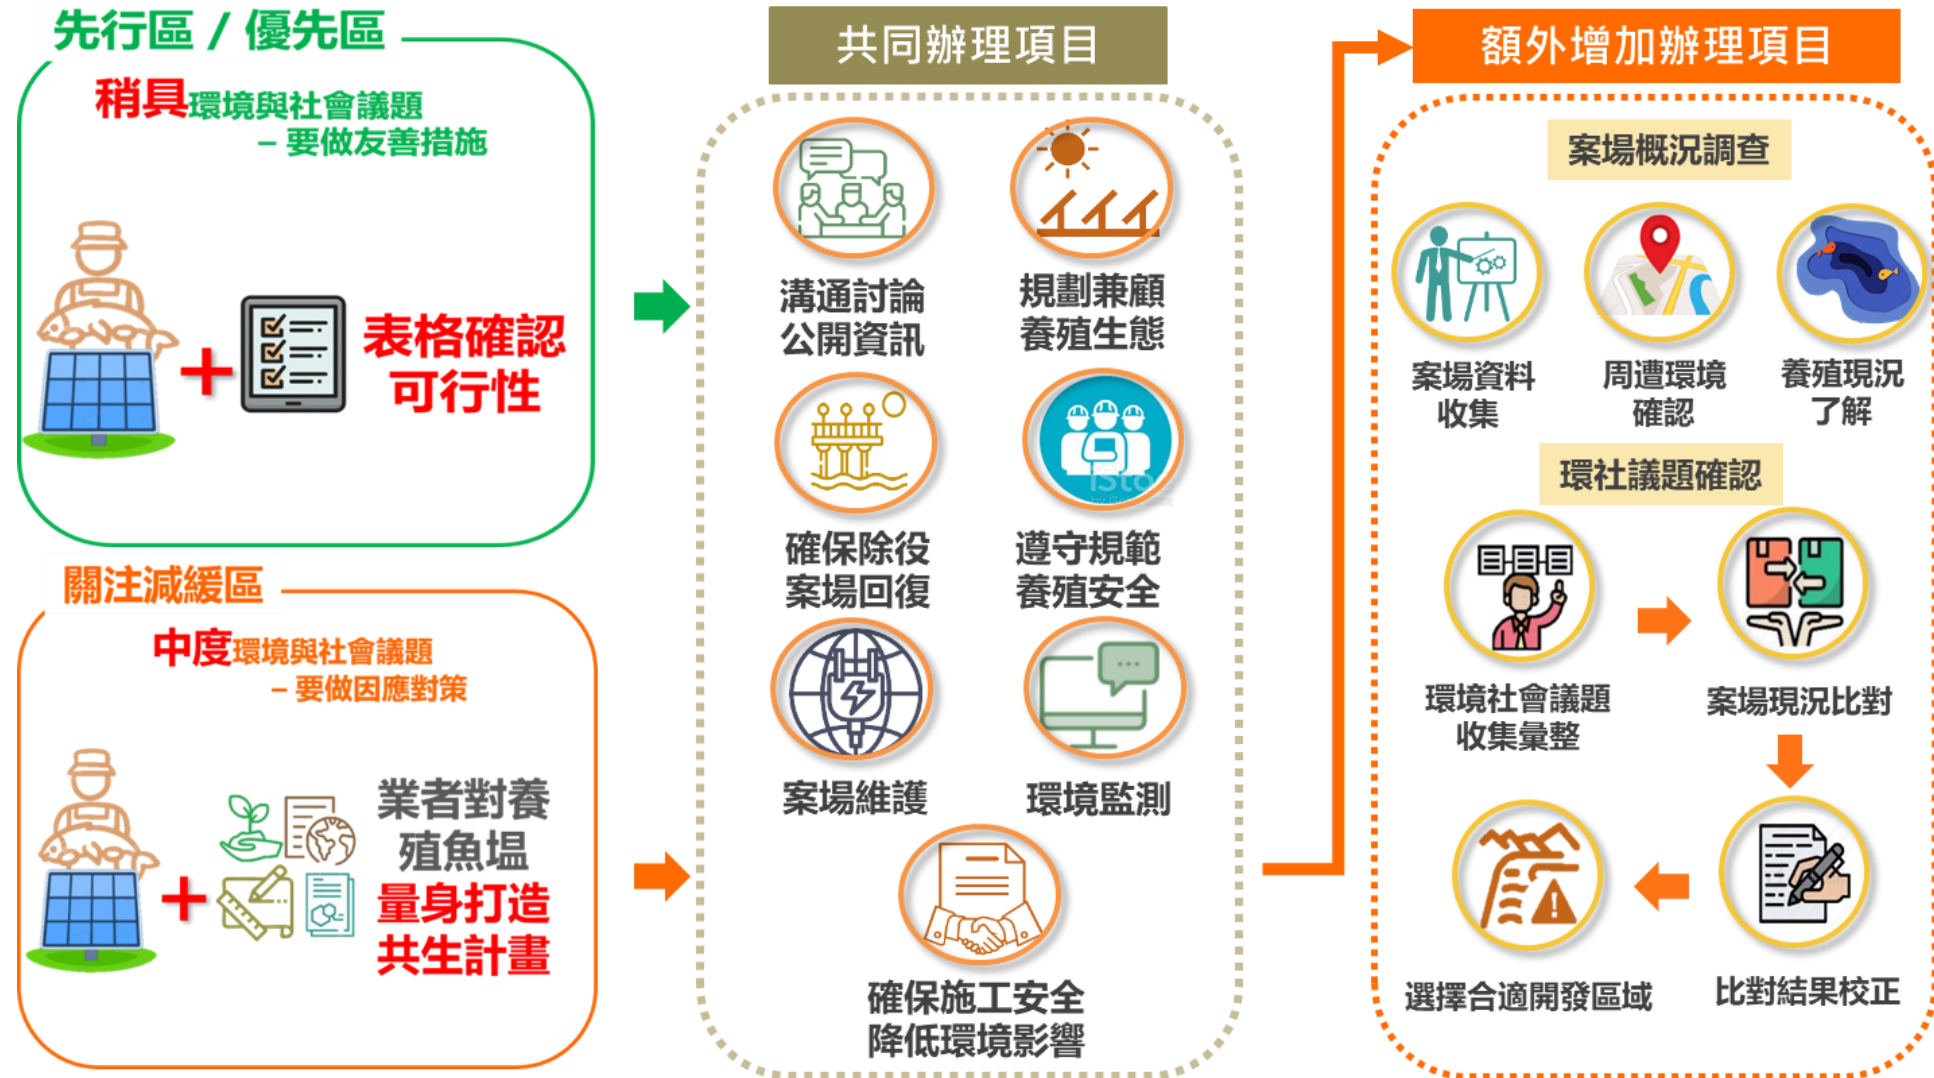 先行區 / 優先區
稍具環境與社會議題
– 要做友善措施
表格確認
可行性
關注減緩區
中度環境與社會議題
– 要做因應對策
業者對養
殖魚塭
量身打造
共生計畫
共同辦理項目
溝通討論
公開資訊
規劃兼顧
養殖生態
iStoc
確保除役
案場回復
遵守規範
養殖安全
案場維護
環境監測
確保施工安全
降低環境影響
額外增加辦理項目
案場概況調查
案場資料
收集
周遭環境
確認
養殖現況
了解
環社議題確認
環境社會議題
收集彙整
案場現況比對
選擇合適開發區域
比對結果校正